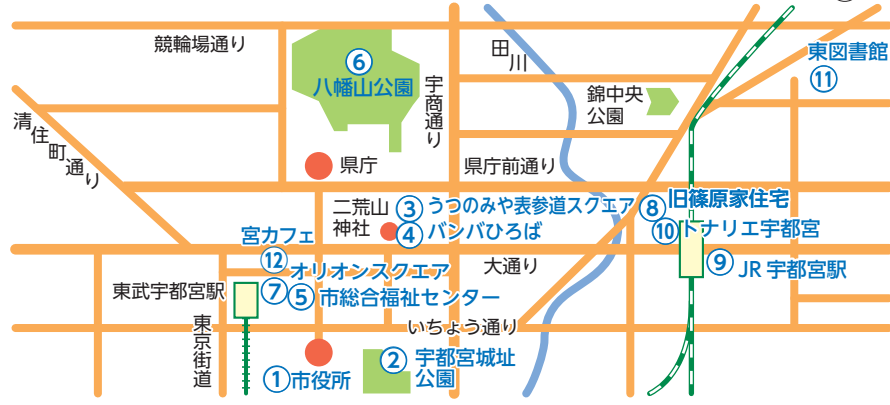 競輪場通り
⑥
八幡山公園
宇商通り
田川
錦中央
公園
東図書館
⑪
清住町通り
県庁
県庁前通り
二荒山
神社
③うつのみや表参道スクエア
④バンバひろば
⑧旧篠原家住宅
⑩トナリエ宇都宮
宮カフェ
⑫
オリオンスクエア
⑦
⑤市総合福祉センター
大通り
⑨JR 宇都宮駅
東武宇都宮駅
東京街道
いちょう通り
①市役所
②宇都宮城址
公園